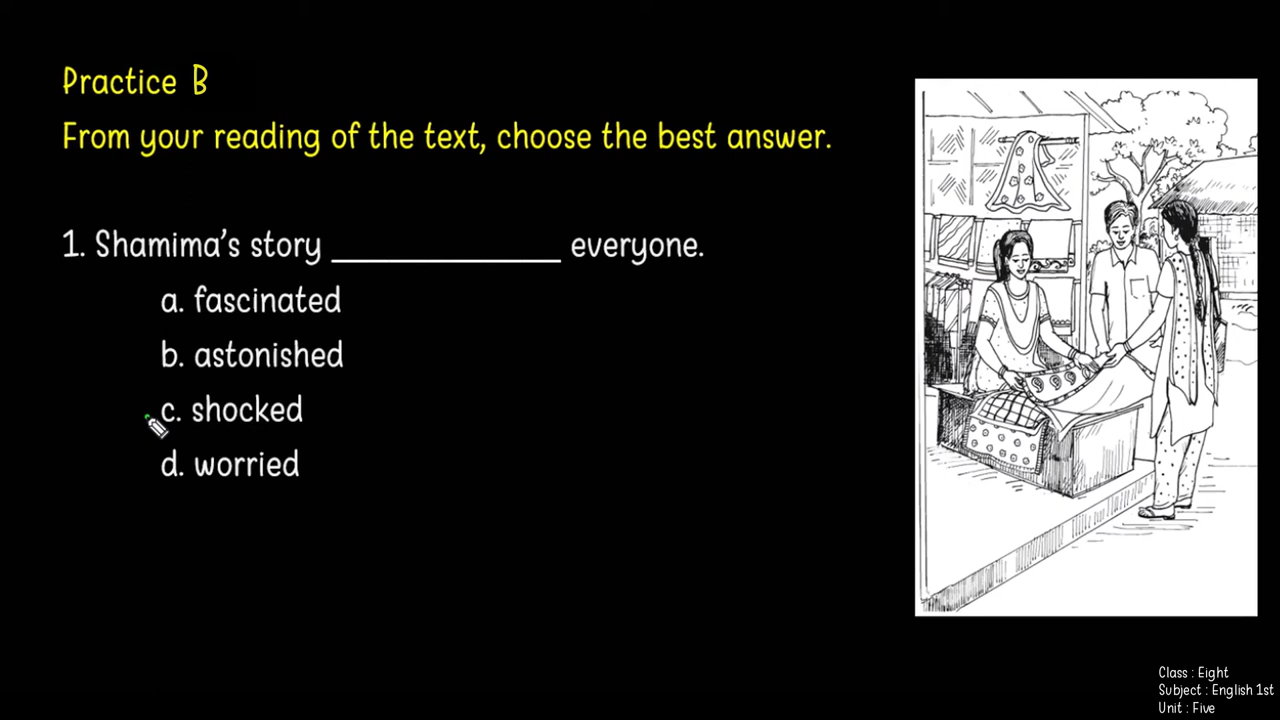 Practice B
From your reading of the text, choose the best answer.
1. Shamima's story _____________ everyone.
a. fascinated
b. astonished
c. shocked
d. worried
Class : Eight
Subject : English 1st
Unit : Five